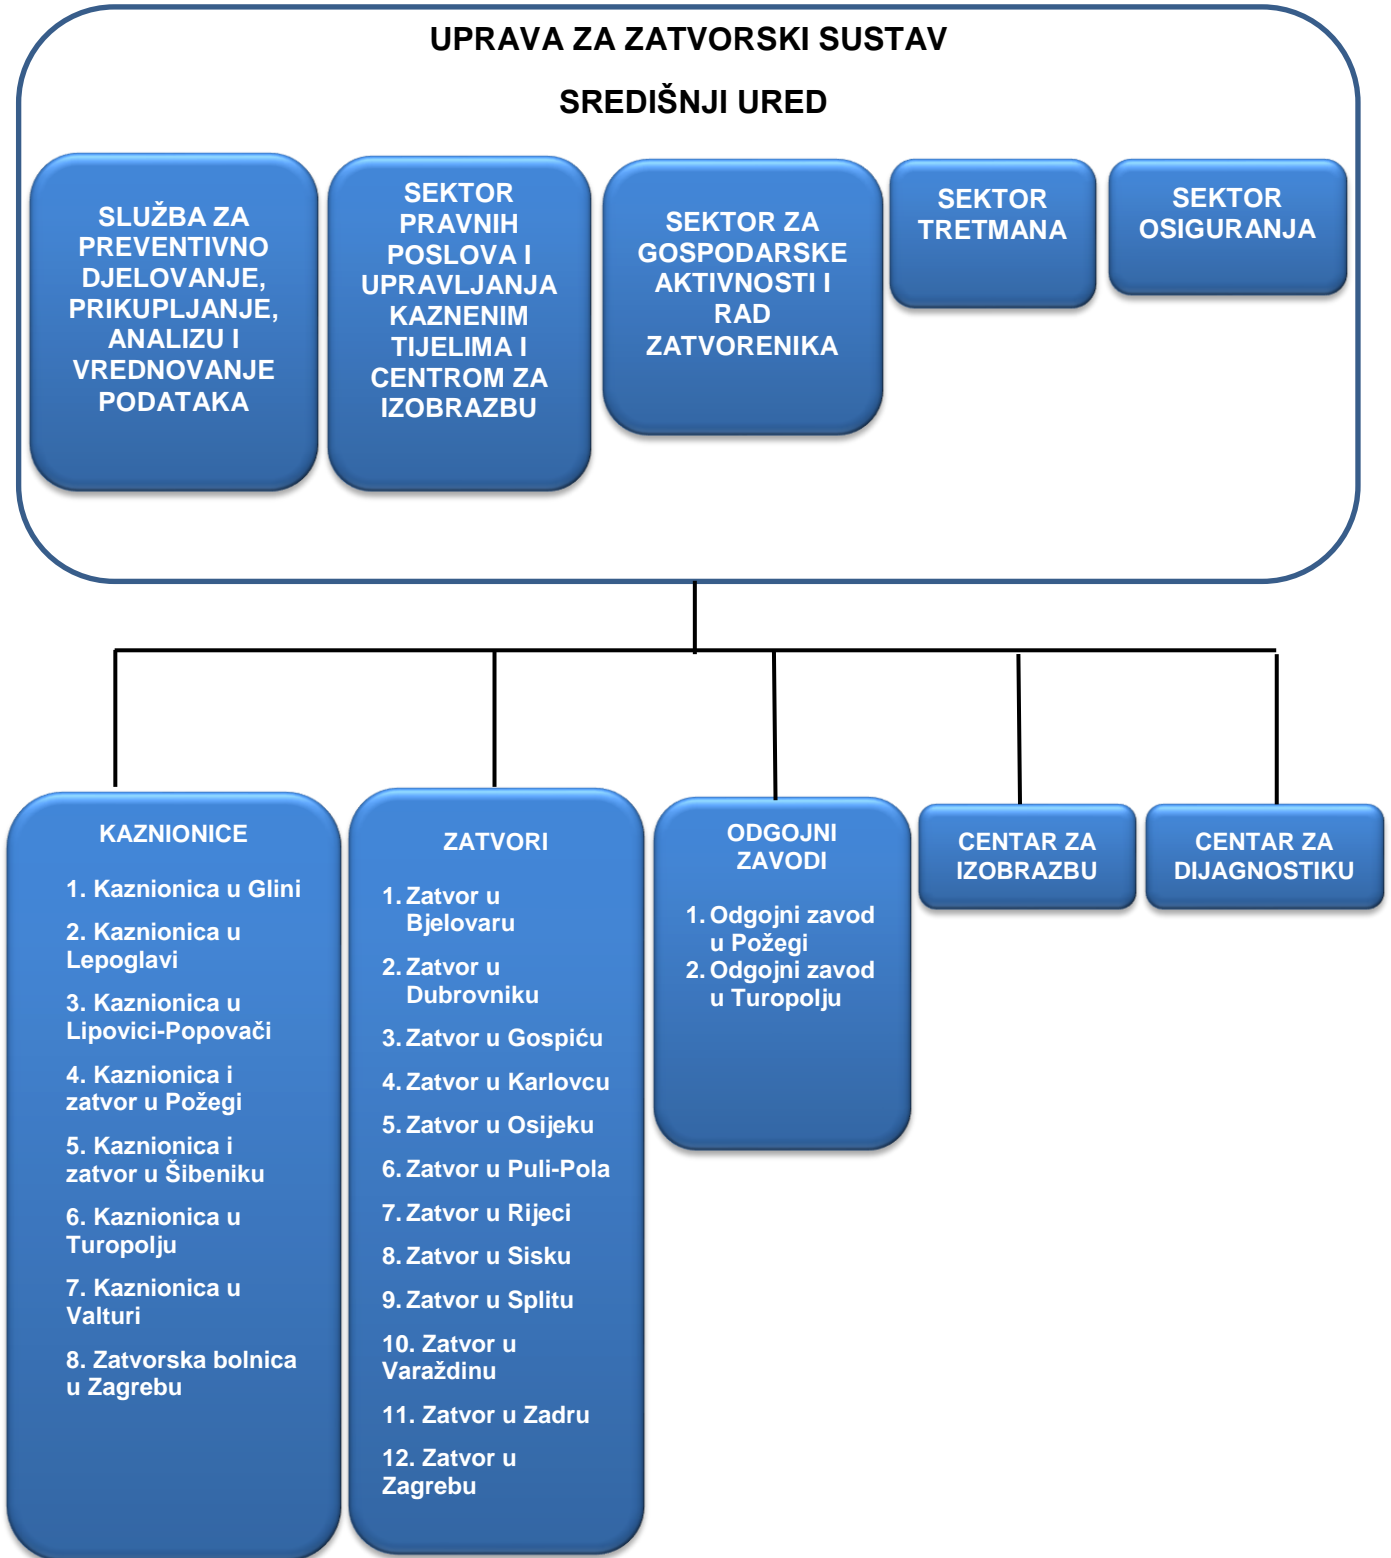 UPRAVA ZA ZATVORSKI SUSTAV
SREDIŠNJI URED
SLUŽBA ZA
PREVENTIVNO
DJELOVANJE,
PRIKUPLJANJE,
ANALIZU I
VREDNOVANJE
PODATAKA
SEKTOR
PRAVNIH
POSLOVA I
UPRAVLJANJA
KAZNENIM
TIJELIMA I
CENTROM ZA
IZOBRAZBU
SEKTOR ZA
GOSPODARSKE
AKTIVNOSTI I
RAD
ZATVORENIKA
SEKTOR
TRETMANA
SEKTOR
OSIGURANJA
KAZNIONICE
1. Kaznionica u Glini
2. Kaznionica u
Lepoglavi
3. Kaznionica u
Lipovici-Popovači
4. Kaznionica i
zatvor u Požegi
5. Kaznionica i
zatvor u Šibeniku
6. Kaznionica u
Turopolju
7. Kaznionica u
Valturi
8. Zatvorska bolnica
u Zagrebu
ZATVORI
1. Zatvor u
Bjelovaru
2. Zatvor u
Dubrovniku
3. Zatvor u Gospiću
4. Zatvor u Karlovcu
5. Zatvor u Osijeku
6. Zatvor u Puli-Pola
7. Zatvor u Rijeci
8. Zatvor u Sisku
9. Zatvor u Splitu
10. Zatvor u
Varaždinu
11. Zatvor u Zadru
12. Zatvor u
Zagrebu
ODGOJNI
ZAVODI
1. Odgojni zavod
u Požegi
2. Odgojni zavod
u Turopolju
CENTAR ZA
IZOBRAZBU
CENTAR ZA
DIJAGNOSTIKU